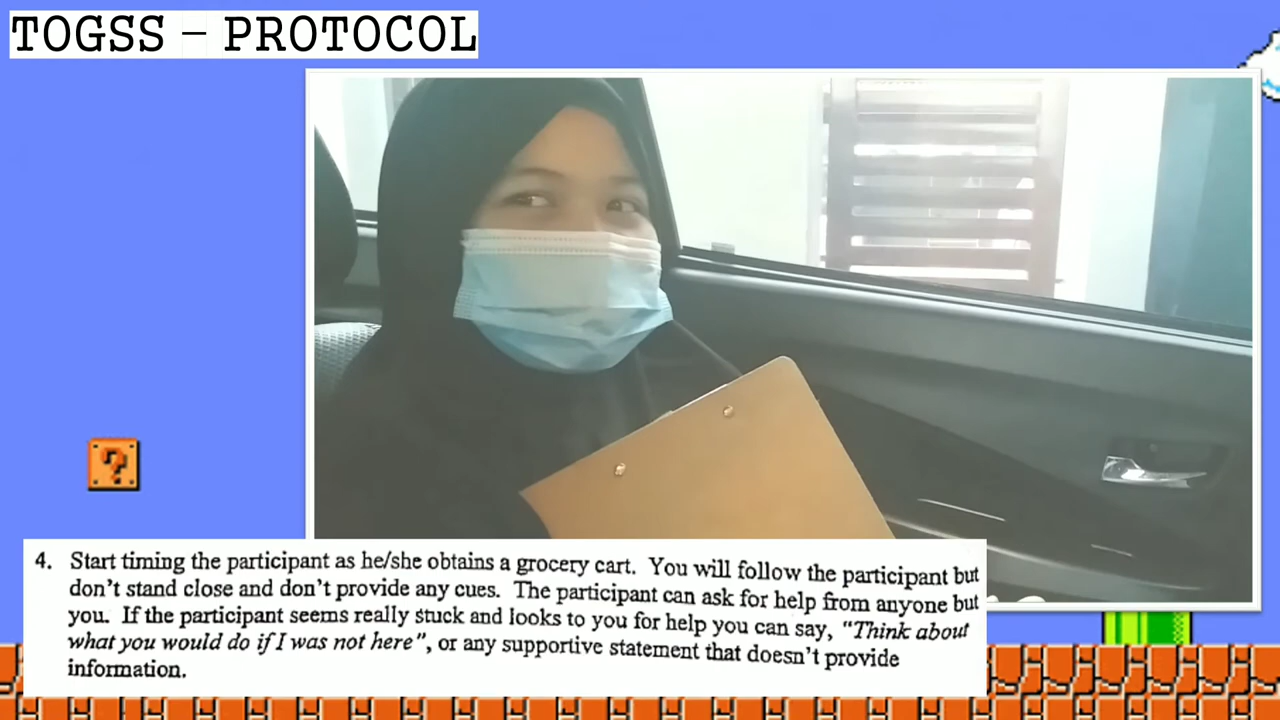 TOGSS – PROTOCOL
4. Start timing the participant as he/she obtains a grocery cart. You will follow the participant but
don't stand close and don't provide any cues. The participant can ask for help from anyone but
you. If the participant seems really stuck and looks to you for help you can say, "Think about
what you would do if I was not here", or any supportive statement that doesn't provide
information.